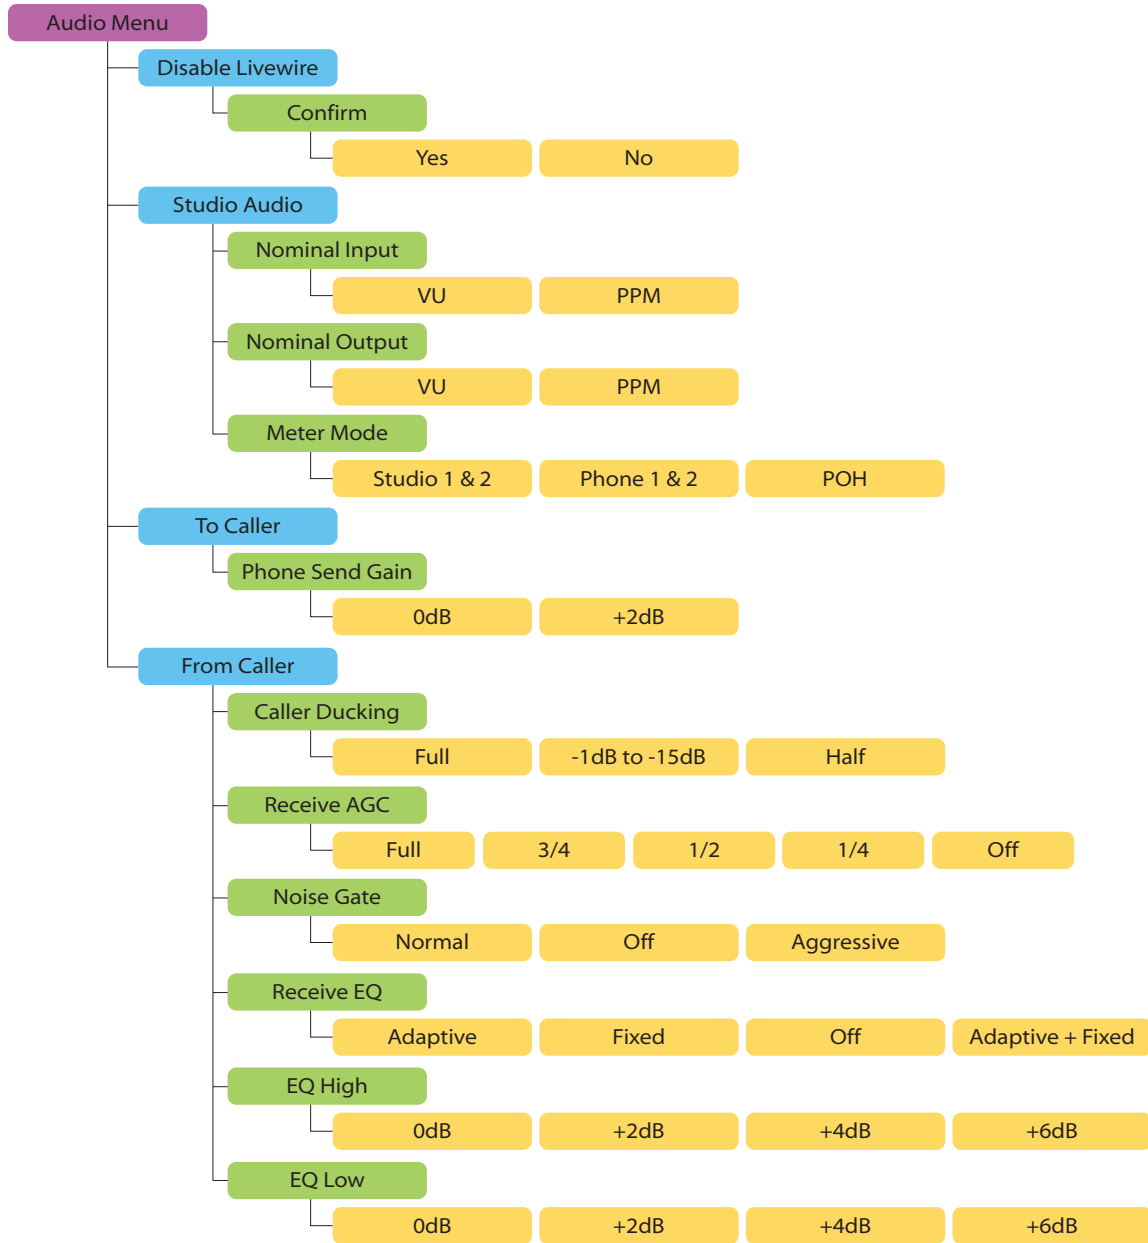 Audio Menu
Disable Livewire
Confirm
Yes No
Studio Audio
Nominal Input
VU PPM
Nominal Output
VU PPM
Meter Mode
Studio 1 & 2 Phone 1 & 2 POH
To Caller
Phone Send Gain
0dB +2dB
From Caller
Caller Ducking
Full -1dB to -15dB Half
Receive AGC
Full 3/4 1/2 1/4 Off
Noise Gate
Normal Off Aggressive
Receive EQ
Adaptive Fixed Off Adaptive + Fixed
EQ High
0dB +2dB +4dB +6dB
EQ Low
0dB +2dB +4dB +6dB